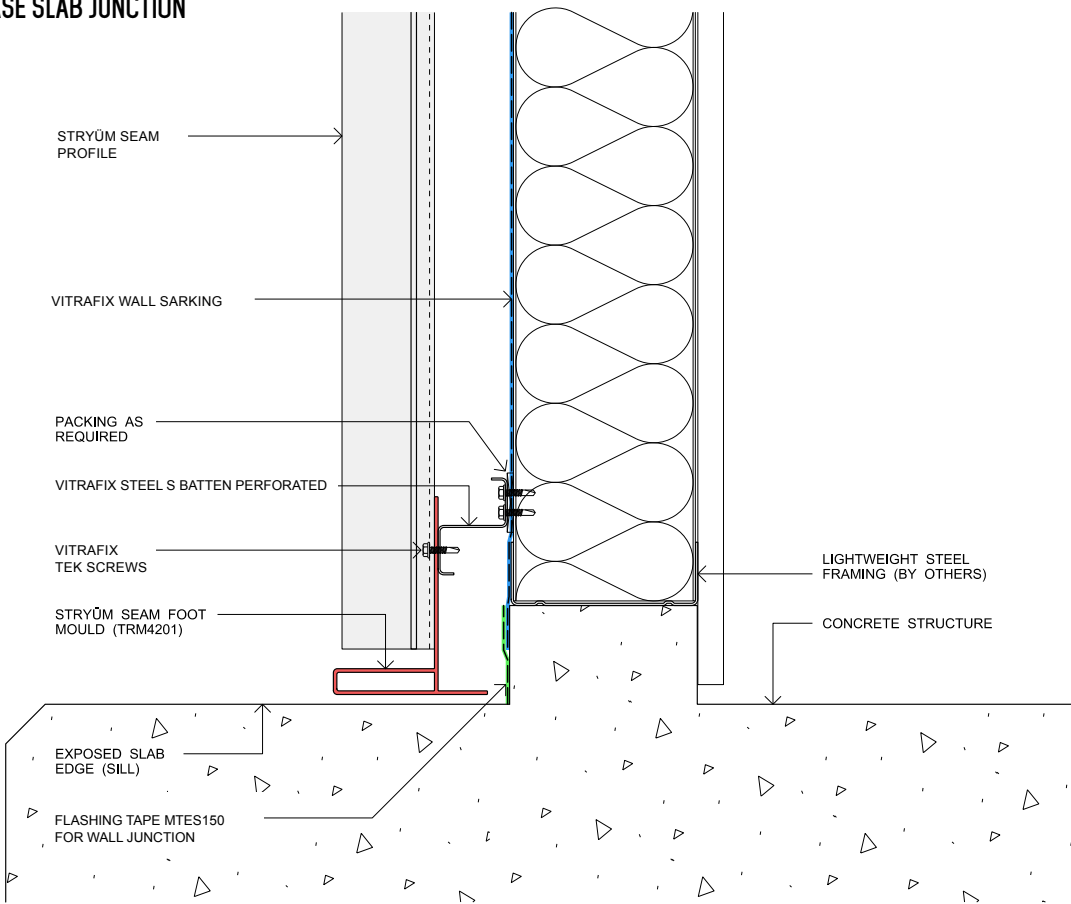 SE SLAB JUNCTION
STRYÜM SEAM
PROFILE
VITRAFIX WALL SARKING
PACKING AS
REQUIRED
VITRAFIX STEEL S BATTEN PERFORATED
VITRAFIX
TEK SCREWS
STRYŪM SEAM FOOT
MOULD (TRM4201)
LIGHTWEIGHT STEEL
FRAMING (BY OTHERS)
CONCRETE STRUCTURE
EXPOSED SLAB
EDGE (SILL)
FLASHING TAPE MTES150
FOR WALL JUNCTION